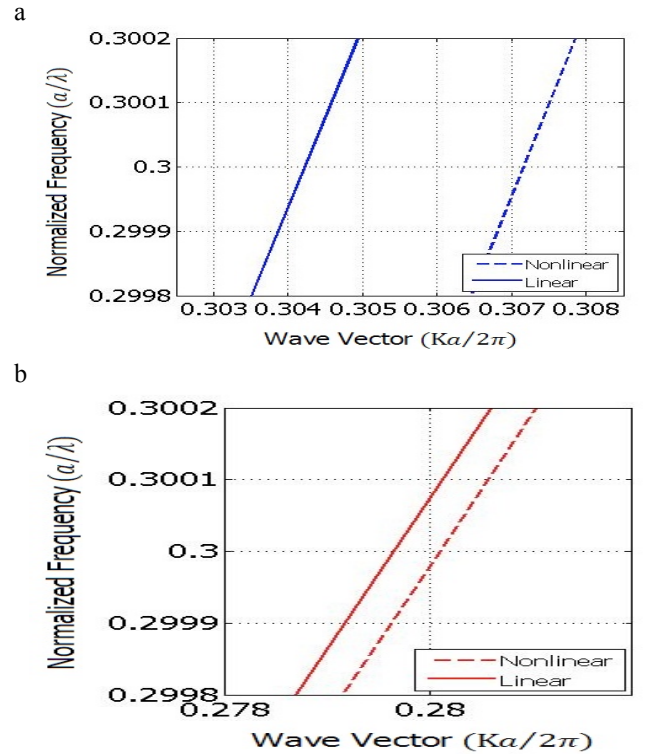 a
0.3002
0.3001
0.3
0.2999
0.2998
Normalized Frequency (a/λ)
Nonlinear
Linear
0.303 0.304 0.305 0.306 0.307 0.308
Wave Vector (Ka/2π)
b
0.3002
0.3001
0.3
0.2999
0.2998
Normalized Frequency (a/λ)
Nonlinear
Linear
0.278 0.28
Wave Vector (Ka/2π)